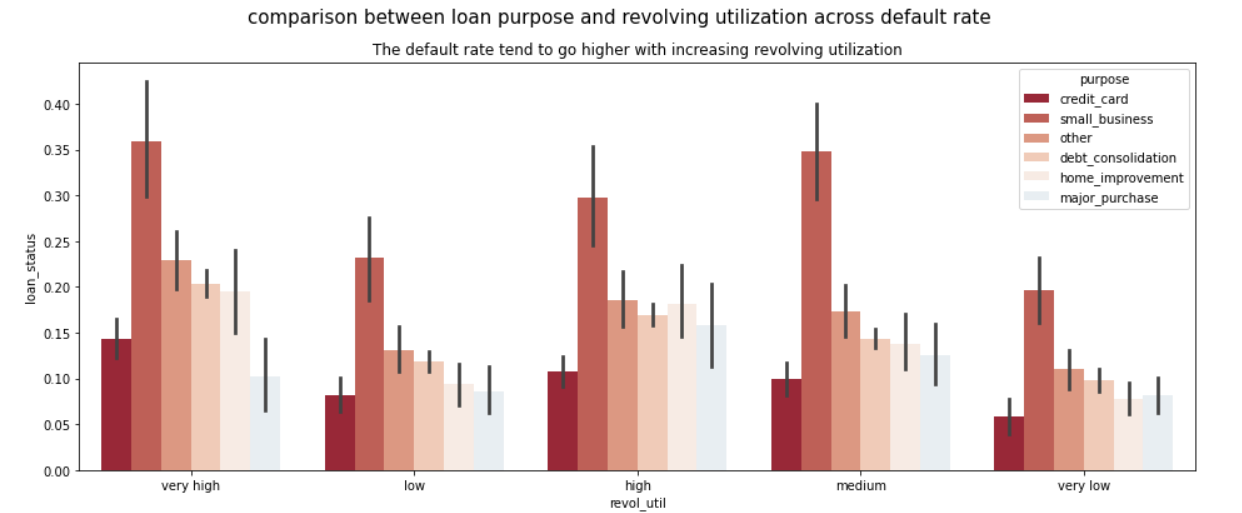 comparison between loan purpose and revolving utilization across default rate
The default rate tend to go higher with increasing revolving utilization
loan_status
0.40
0.35
0.30
0.25
0.20
0.15
0.10
0.05
0.00
purpose
credit_card
small_business
other
debt_consolidation
home_improvement
major_purchase
very high
low
high
medium
very low
revol_util